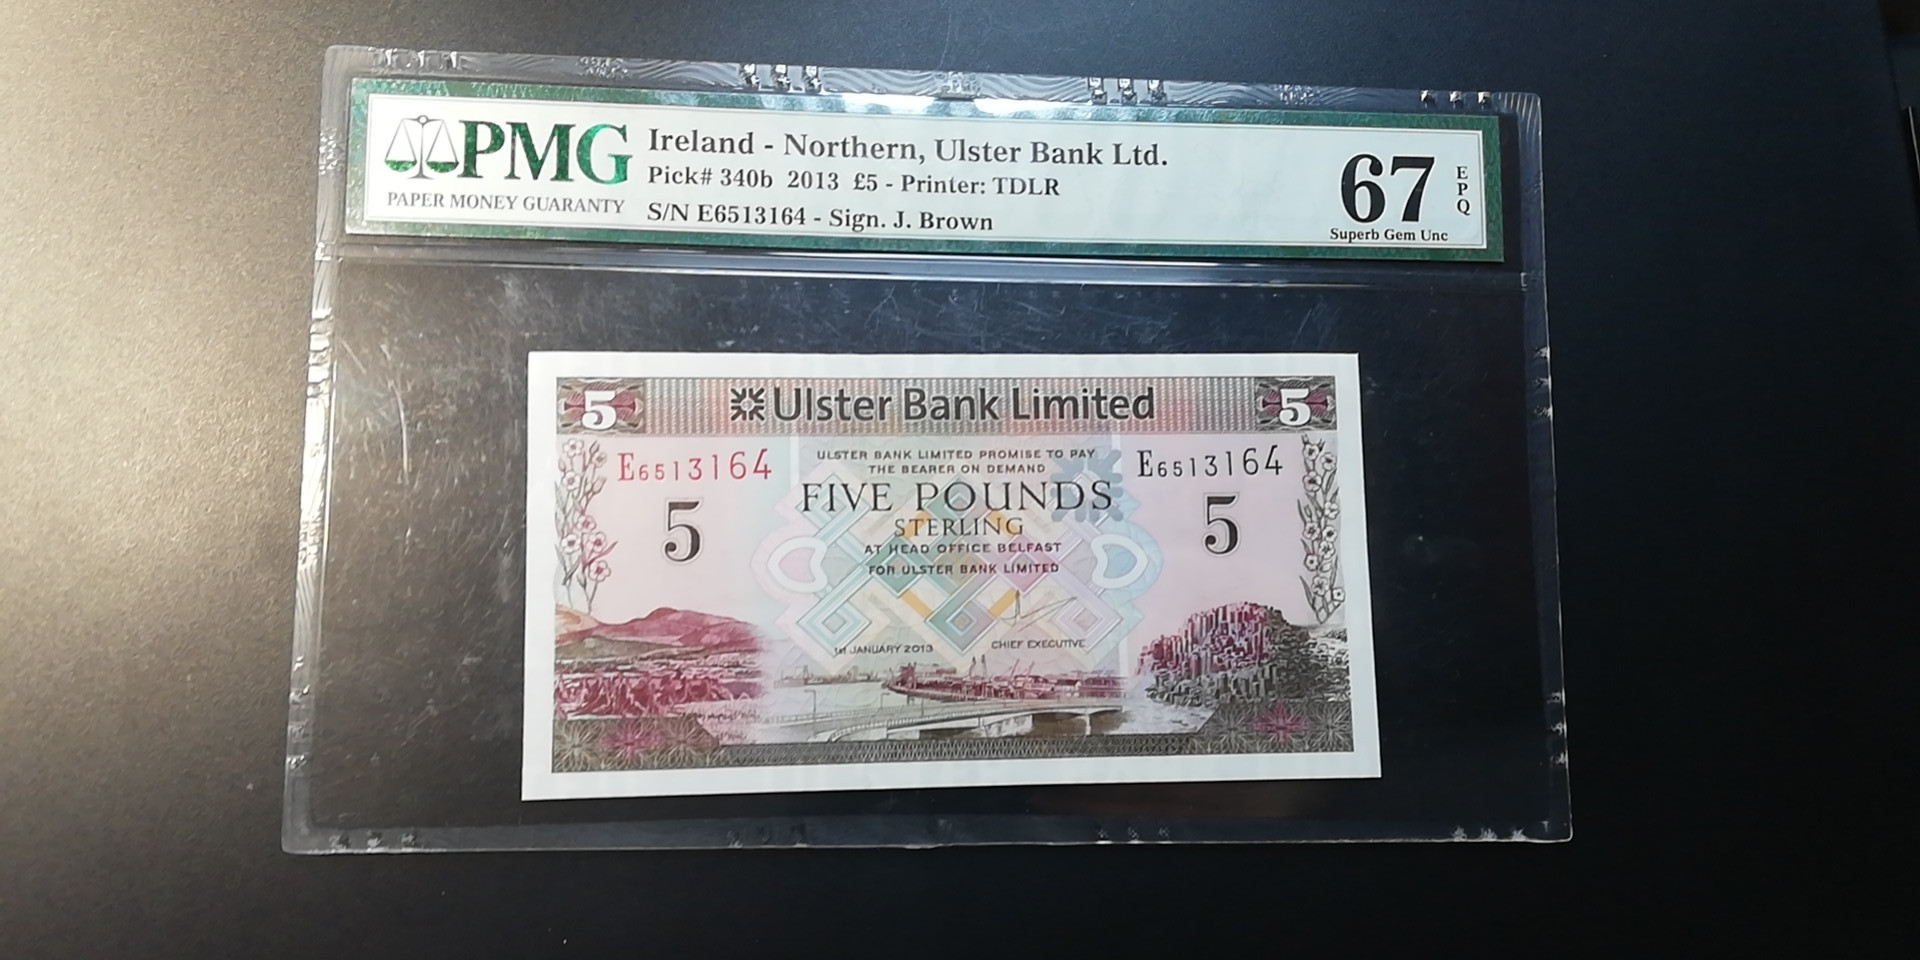 PMG
PAPER MONEY GUARANTY
Ireland - Northern, Ulster Bank Ltd.
Pick# 340b 2013 £5 - Printer: TDLR
S/N E6513164 - Sign. J. Brown
67
EPQ
Superb Gem Unc
5 Ulster Bank Limited 5
E6513164
E6513164
ULSTER BANK LIMITED PROMISE TO PAY
THE BEARER ON DEMAND
FIVE POUNDS
STERLING
5
5
AT HEAD OFFICE BELFAST
FOR ULSTER BANK LIMITED
1st JANUARY 2013
CHIEF EXECUTIVE